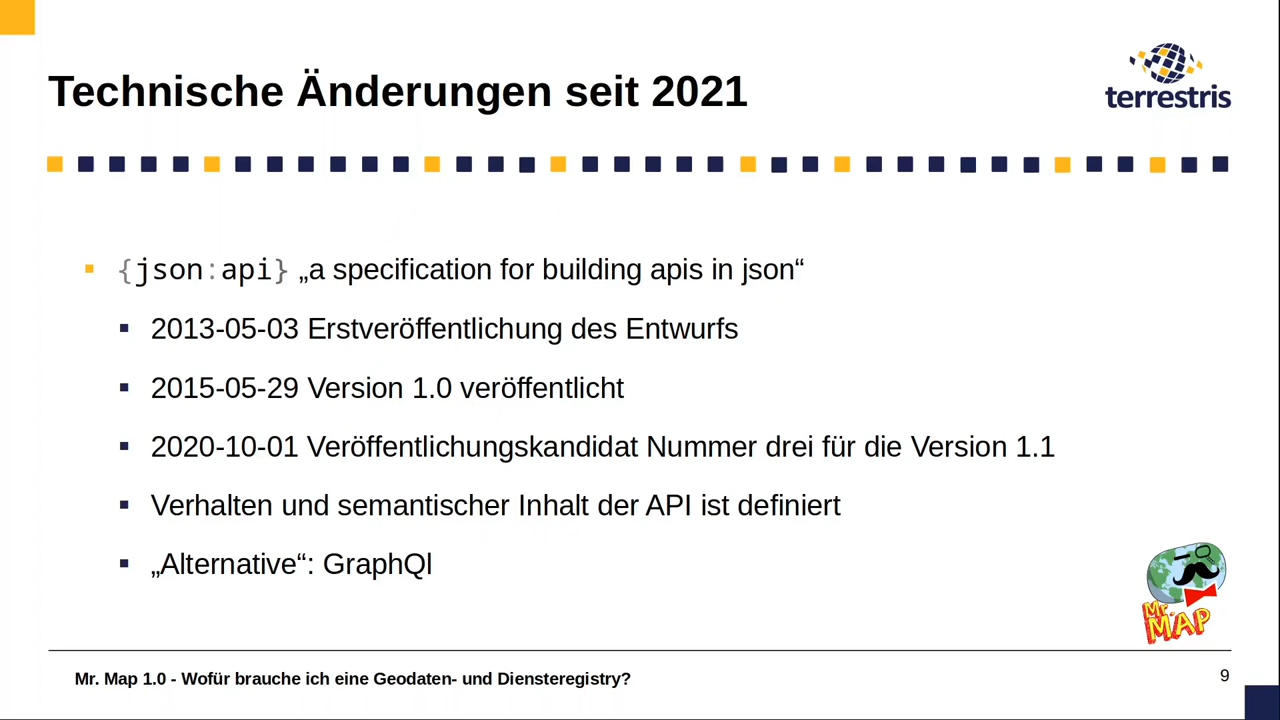 Technische Änderungen seit 2021
terrestris
{json:api} „a specification for building apis in json“
2013-05-03 Erstveröffentlichung des Entwurfs
2015-05-29 Version 1.0 veröffentlicht
2020-10-01 Veröffentlichungskandidat Nummer drei für die Version 1.1
Verhalten und semantischer Inhalt der API ist definiert
„Alternative“: GraphQl
Mr.
MAP
Mr. Map 1.0 - Wofür brauche ich eine Geodaten- und Diensteregistry?
9